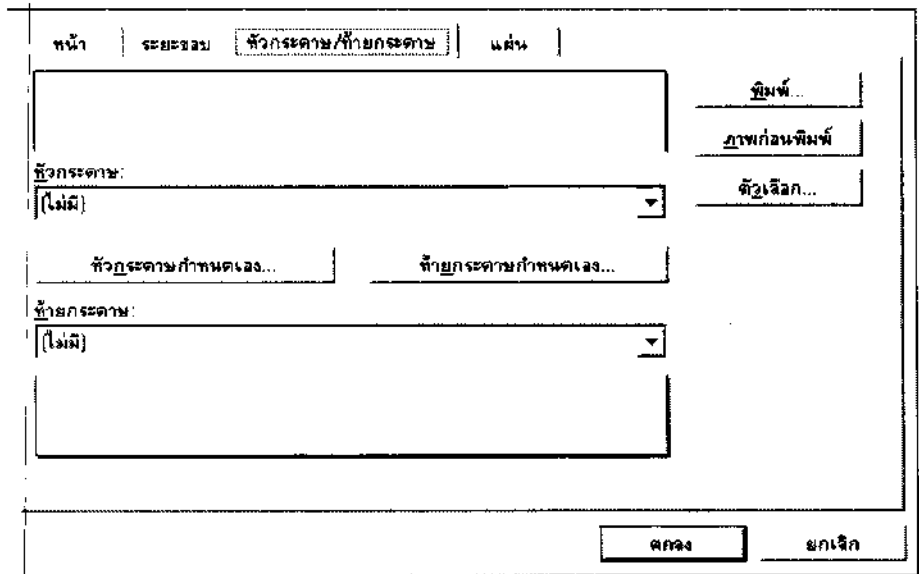 หน้า ระยะขอบ หัวกระดาษ/ท้ายกระดาษ แผ่น
พิมพ์...
ภาพก่อนพิมพ์
หัวกระดาษ:
ตัวเลือก...
(ไม่มี)
หัวกระดาษกำหนดเอง... ท้ายกระดาษกำหนดเอง...
ท้ายกระดาษ:
(ไม่มี)
ตกลง ยกเลิก